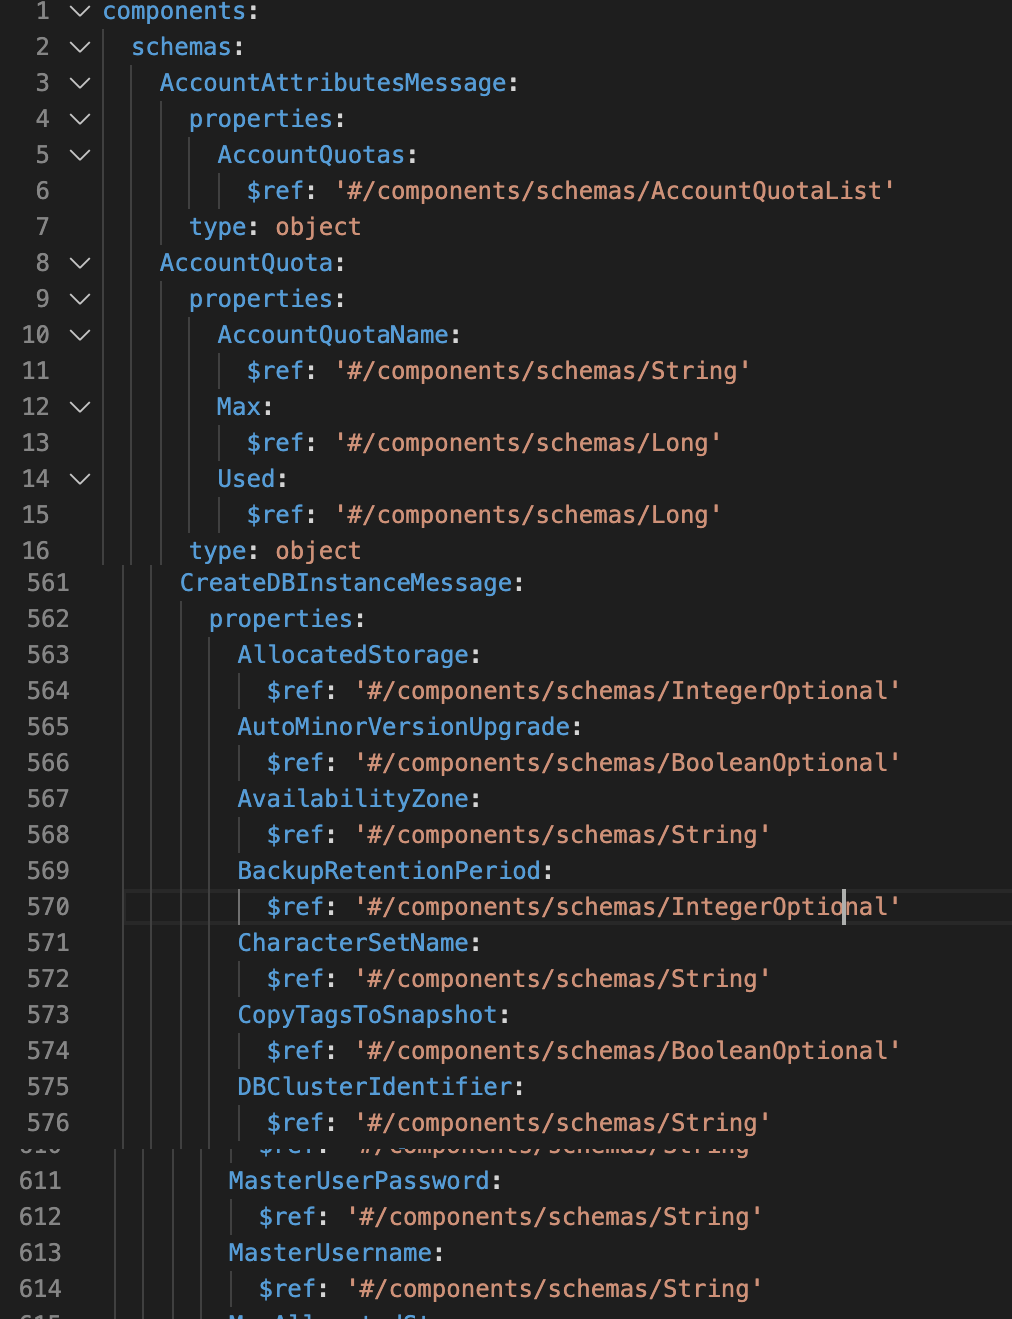 1 components:
2 schemas:
3 AccountAttributesMessage:
4 properties:
5 AccountQuotas:
6 $ref: '#/components/schemas/AccountQuotaList'
7 type: object
8 AccountQuota:
9 properties:
10 AccountQuotaName:
11 $ref: '#/components/schemas/String'
12 Max:
13 $ref: '#/components/schemas/Long'
14 Used:
15 $ref: '#/components/schemas/Long'
16 type: object
561 CreateDBInstanceMessage:
562 properties:
563 AllocatedStorage:
564 $ref: '#/components/schemas/IntegerOptional'
565 AutoMinorVersionUpgrade:
566 $ref: '#/components/schemas/BooleanOptional'
567 AvailabilityZone:
568 $ref: '#/components/schemas/String'
569 BackupRetentionPeriod:
570 $ref: '#/components/schemas/IntegerOptional'
571 CharacterSetName:
572 $ref: '#/components/schemas/String'
573 CopyTagsToSnapshot:
574 $ref: '#/components/schemas/BooleanOptional'
575 DBClusterIdentifier:
576 $ref: '#/components/schemas/String'
610 $ref: '#/components/schemas/String
611 MasterUserPassword:
612 $ref: '#/components/schemas/String'
613 MasterUsername:
614 $ref: '#/components/schemas/String'